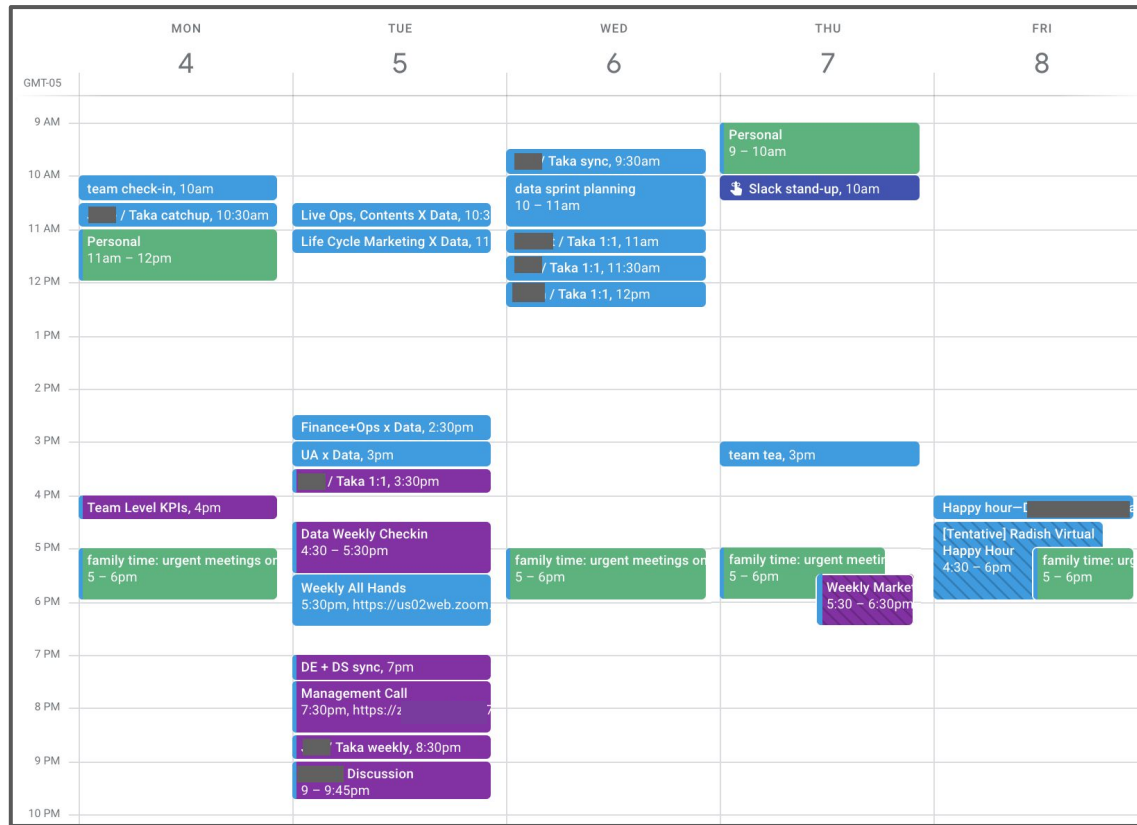 MON TUE WED THU FRI
4 5 6 7 8
GMT-05
9 AM
10 AM
11 AM
12 PM
1 PM
2 PM
3 PM
4 PM
5 PM
6 PM
7 PM
8 PM
9 PM
10 PM
team check-in, 10am
/ Taka catchup, 10:30am
Personal
11am – 12pm
Team Level KPIs, 4pm
family time: urgent meetings on
5 – 6pm
Live Ops, Contents X Data, 10:3
Life Cycle Marketing X Data, 11
Finance+Ops x Data, 2:30pm
UA x Data, 3pm
/ Taka 1:1, 3:30pm
Data Weekly Checkin
4:30 – 5:30pm
Weekly All Hands
5:30pm, https://us02web.zoom.
DE + DS sync, 7pm
Management Call
7:30pm, https://z 7
/ Taka weekly, 8:30pm
Discussion
9 – 9:45pm
/ Taka sync, 9:30am
data sprint planning
10 – 11am
/ Taka 1:1, 11am
/ Taka 1:1, 11:30am
/ Taka 1:1, 12pm
family time: urgent meetings on
5 – 6pm
Personal
9 – 10am
Slack stand-up, 10am
team tea, 3pm
family time: urgent meetin
5 – 6pm
Weekly Marke
5:30 – 6:30pm
Happy hour—
[Tentative] Radish Virtual
Happy Hour
4:30 – 6pm
family time: urg
5 – 6pm